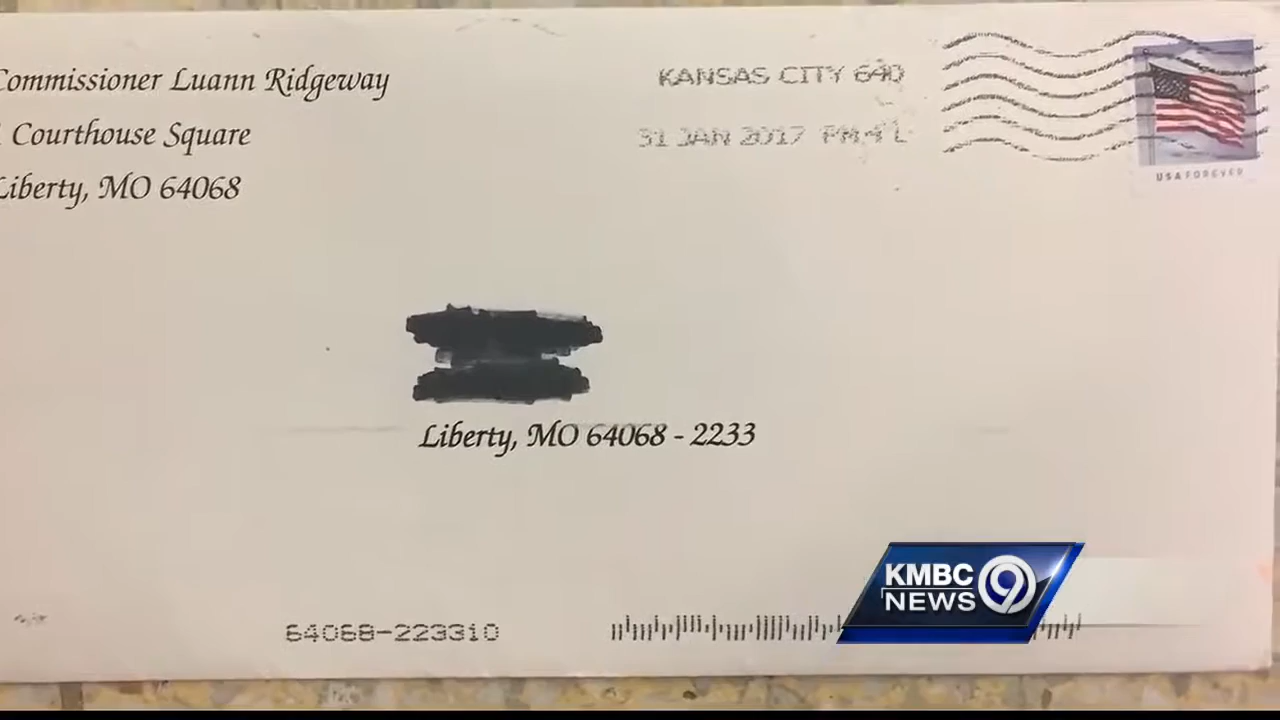 Commissioner Luann Ridgeway
Courthouse Square
Liberty, MO 64068
KANSAS CITY 640
31 JAN 2017 PM 4 L
USA FOREVER
Liberty, MO 64068 - 2233
64068-223310
KMBC 9
NEWS